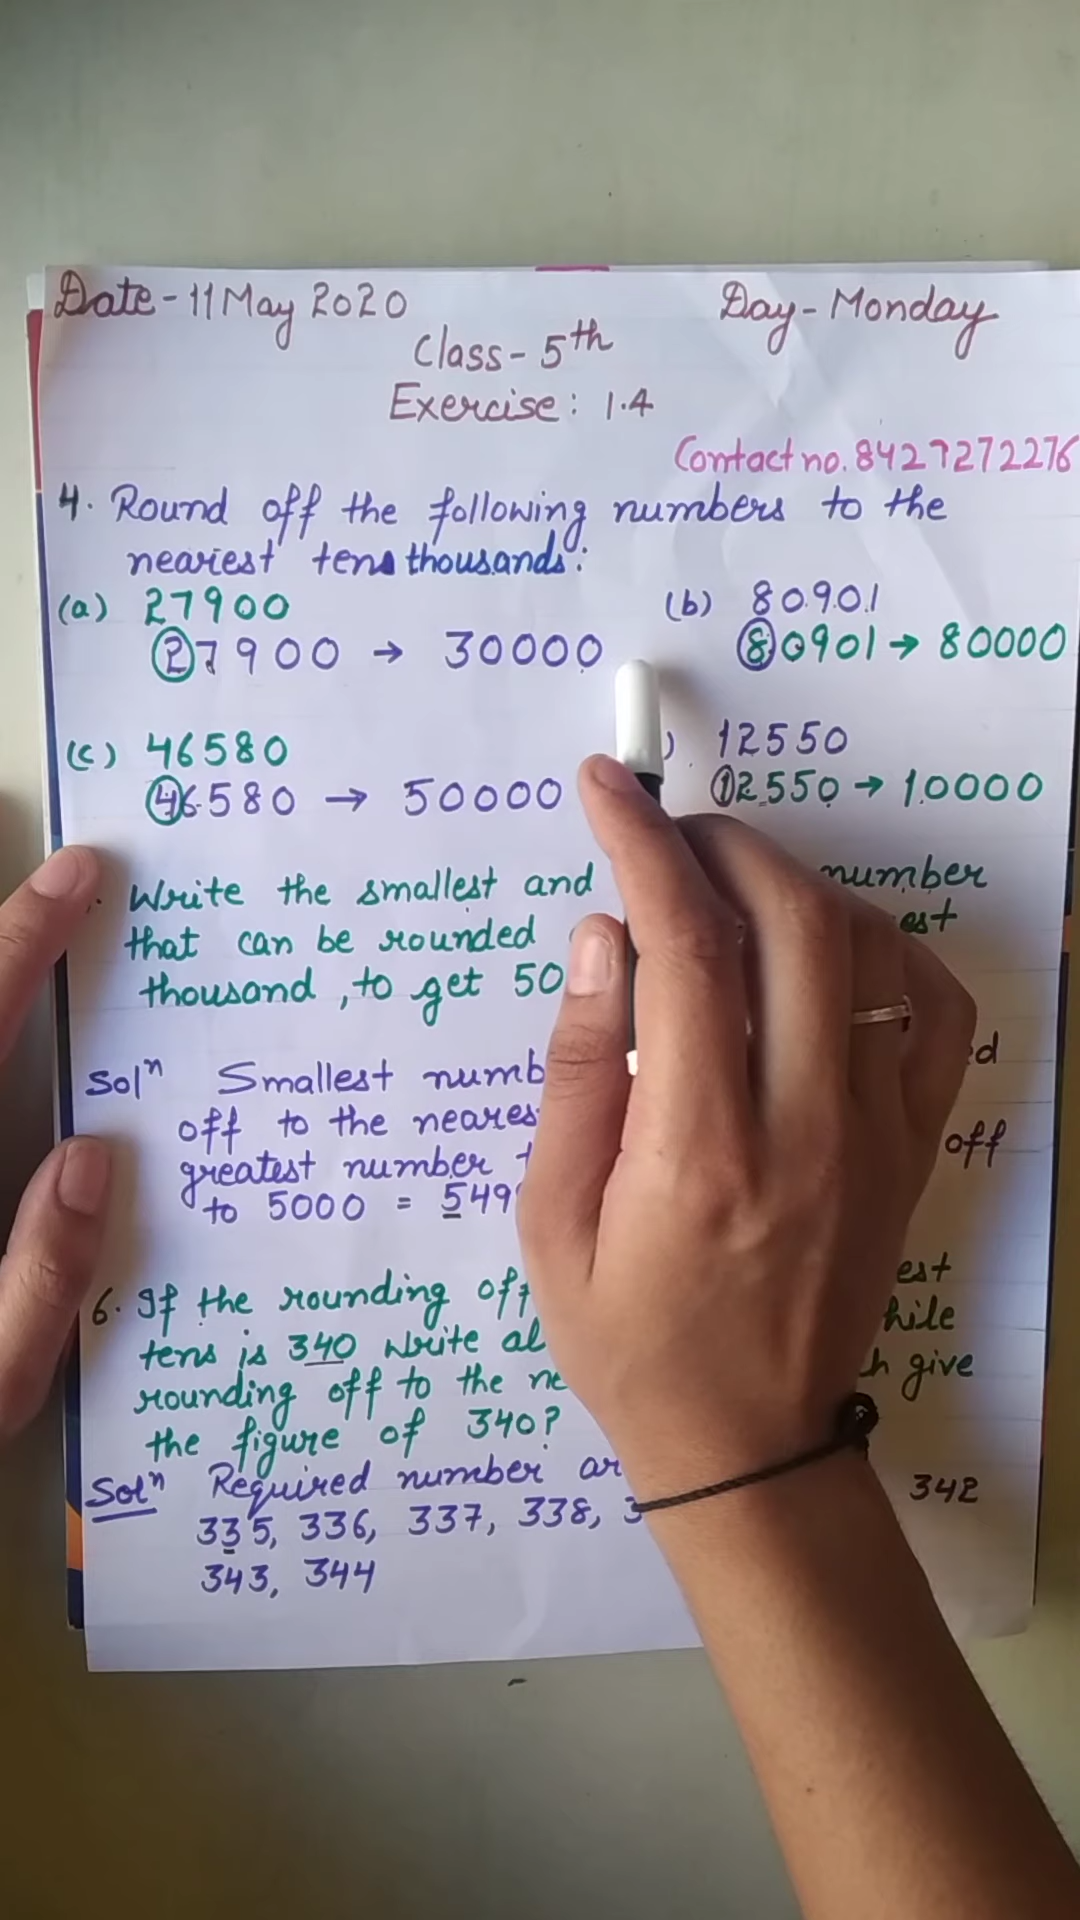 Date-11 May 2020 Day-Monday
Class-5th
Exercise: 1.4
Contact no. 8427272276
4. Round off the following numbers to the
nearest tens thousands:
(a) 27900 (b) 80901
27900 → 30000 80901 → 80000
(c) 46580 ) 12550
46580 → 50000 12550 → 10000
Write the smallest and number
that can be rounded est
thousand, to get 50
Solⁿ Smallest numb ed
off to the neares
greatest number off
to 5000 = 549
6. If the rounding off est
tens is 340 write al hile
rounding off to the ne h give
the figure of 340?
Solⁿ Required number ar
335, 336, 337, 338, 3 342
343, 344